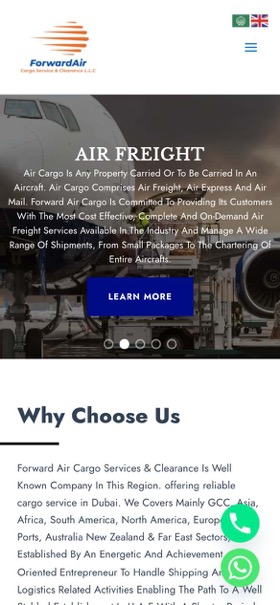 ForwardAir
Cargo Service & Clearance L.L.C
AIR FREIGHT
Air Cargo Is Any Property Carried Or To Be Carried In An
Aircraft. Air Cargo Comprises Air Freight, Air Express And Air
Mail. Forward Air Cargo Is Committed To Providing Its Customers
With The Most Cost Effective, Complete And On-Demand Air
Freight Services Available In The Industry And Manage A Wide
Range Of Shipments, From Small Packages To The Chartering Of
Entire Aircrafts.
LEARN MORE
Why Choose Us
Forward Air Cargo Services & Clearance Is Well
Known Company In This Region. offering reliable
cargo service in Dubai. We Covers Mainly GCC, Asia,
Africa, South America, North America, Europe
Ports, Australia New Zealand & Far East Sectors,
Established By An Energetic And Achievement
Oriented Endeavor To Handle Shipping An
Logistics Related Activities Enabling The Path To A Well